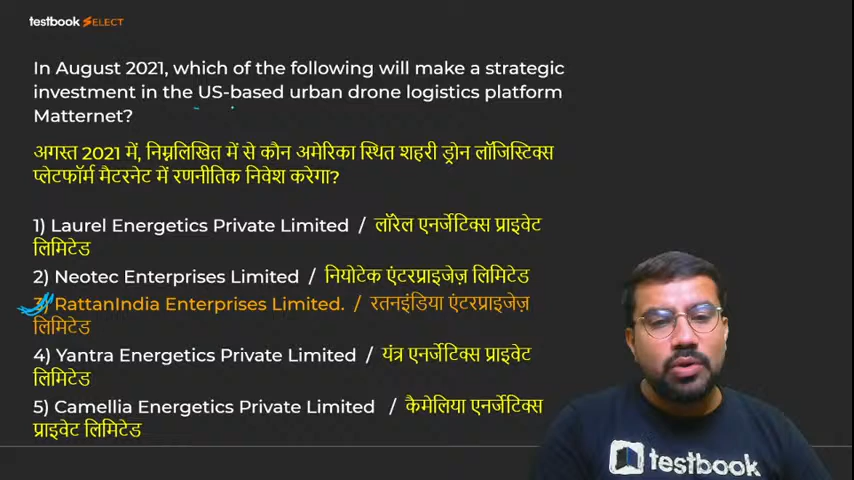 testbook SELECT
In August 2021, which of the following will make a strategic
investment in the US-based urban drone logistics platform
Matternet?
अगस्त 2021 में, निम्नलिखित में से कौन अमेरिका स्थित शहरी ड्रोन लॉजिस्टिक्स
प्लेटफॉर्म मैटरनेट में रणनीतिक निवेश करेगा?
1) Laurel Energetics Private Limited / लॉरेल एनर्जेटिक्स प्राइवेट
लिमिटेड
2) Neotec Enterprises Limited / नियोटेक एंटरप्राइजेज़ लिमिटेड
3) RattanIndia Enterprises Limited. / रतनइंडिया एंटरप्राइजेज़
लिमिटेड
4) Yantra Energetics Private Limited / यंत्र एनर्जेटिक्स प्राइवेट
लिमिटेड
5) Camellia Energetics Private Limited / कैमेलिया एनर्जेटिक्स
प्राइवेट लिमिटेड
testbook